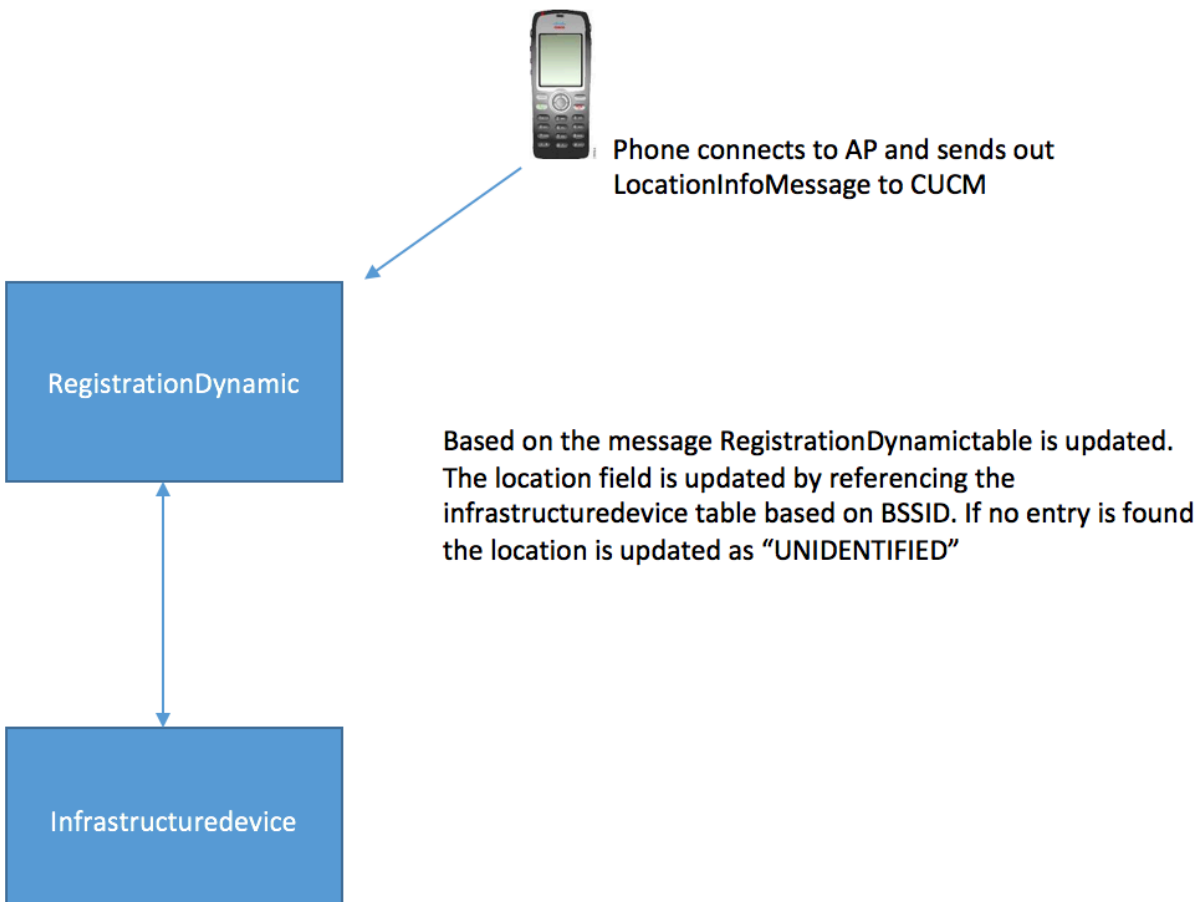 Phone connects to AP and sends out
LocationInfoMessage to CUCM
RegistrationDynamic
Based on the message RegistrationDynamictable is updated.
The location field is updated by referencing the
infrastructuredevice table based on BSSID. If no entry is found
the location is updated as “UNIDENTIFIED”
Infrastructuredevice